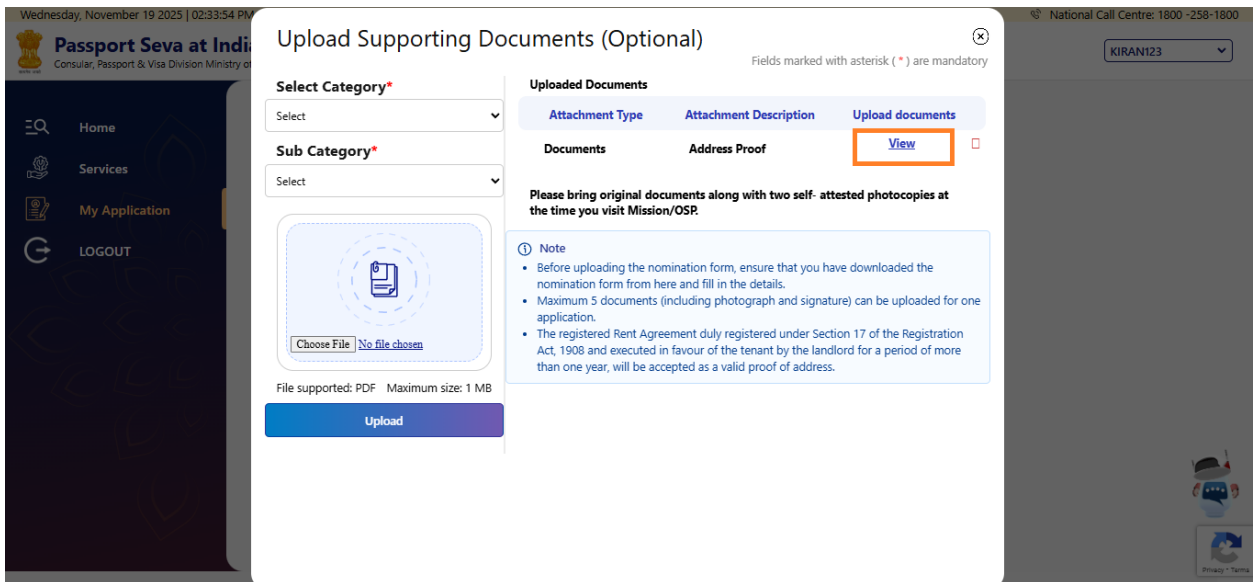 Wednesday, November 19 2025 | 02:33:54 PM
National Call Centre: 1800 -258-1800
Passport Seva at Indi
Consular, Passport & Visa Division Ministry of
KIRAN123
Home
Services
My Application
LOGOUT
Upload Supporting Documents (Optional)
Fields marked with asterisk ( * ) are mandatory
Select Category*
Select
Sub Category*
Select
Choose File No file chosen
File supported: PDF Maximum size: 1 MB
Upload
Uploaded Documents
Attachment Type Attachment Description Upload documents
Documents Address Proof View
Please bring original documents along with two self- attested photocopies at
the time you visit Mission/OSP.
Note
• Before uploading the nomination form, ensure that you have downloaded the
nomination form from here and fill in the details.
• Maximum 5 documents (including photograph and signature) can be uploaded for one
application.
• The registered Rent Agreement duly registered under Section 17 of the Registration
Act, 1908 and executed in favour of the tenant by the landlord for a period of more
than one year, will be accepted as a valid proof of address.
Privacy - Terms